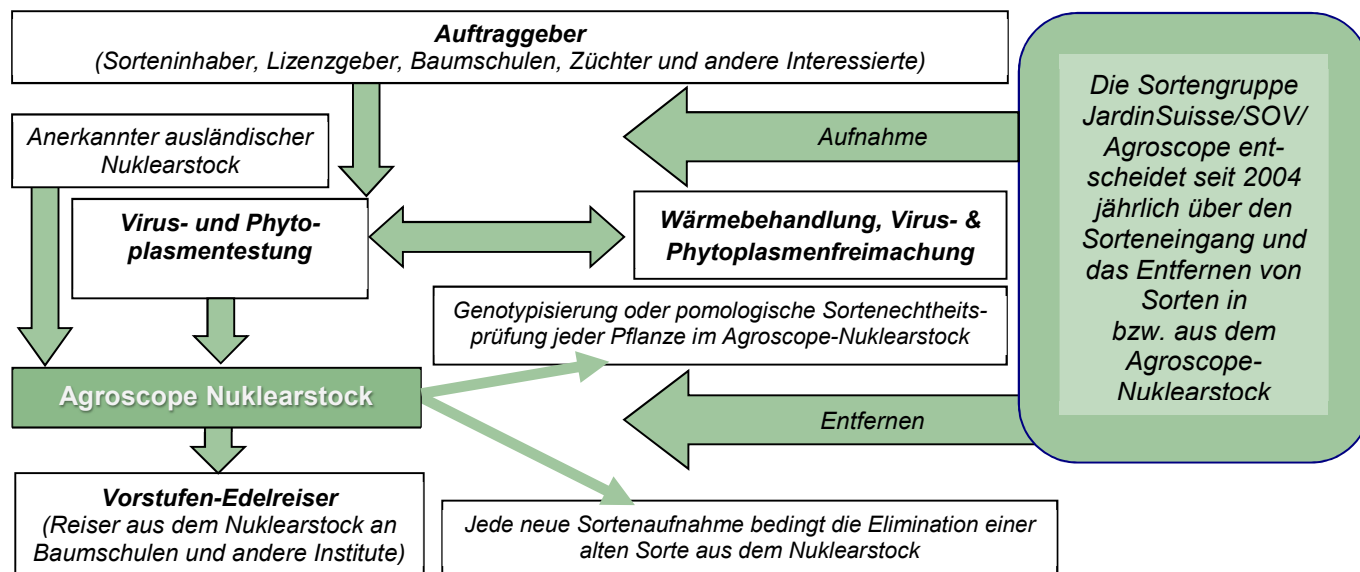 Auftraggeber
(Sorteninhaber, Lizenzgeber, Baumschulen, Züchter und andere Interessierte)
Anerkannter ausländischer
Nuklearstock
Aufnahme
Virus- und Phyto-
plasmentestung
Wärmebehandlung, Virus- &
Phytoplasmenfreimachung
Genotypisierung oder pomologische Sortenechtheits-
prüfung jeder Pflanze im Agroscope-Nuklearstock
Agroscope Nuklearstock
Entfernen
Vorstufen-Edelreiser
(Reiser aus dem Nuklearstock an
Baumschulen und andere Institute)
Jede neue Sortenaufnahme bedingt die Elimination einer
alten Sorte aus dem Nuklearstock
Die Sortengruppe
JardinSuisse/SOV/
Agroscope ent-
scheidet seit 2004
jährlich über den
Sorteneingang und
das Entfernen von
Sorten in
bzw. aus dem
Agroscope-
Nuklearstock